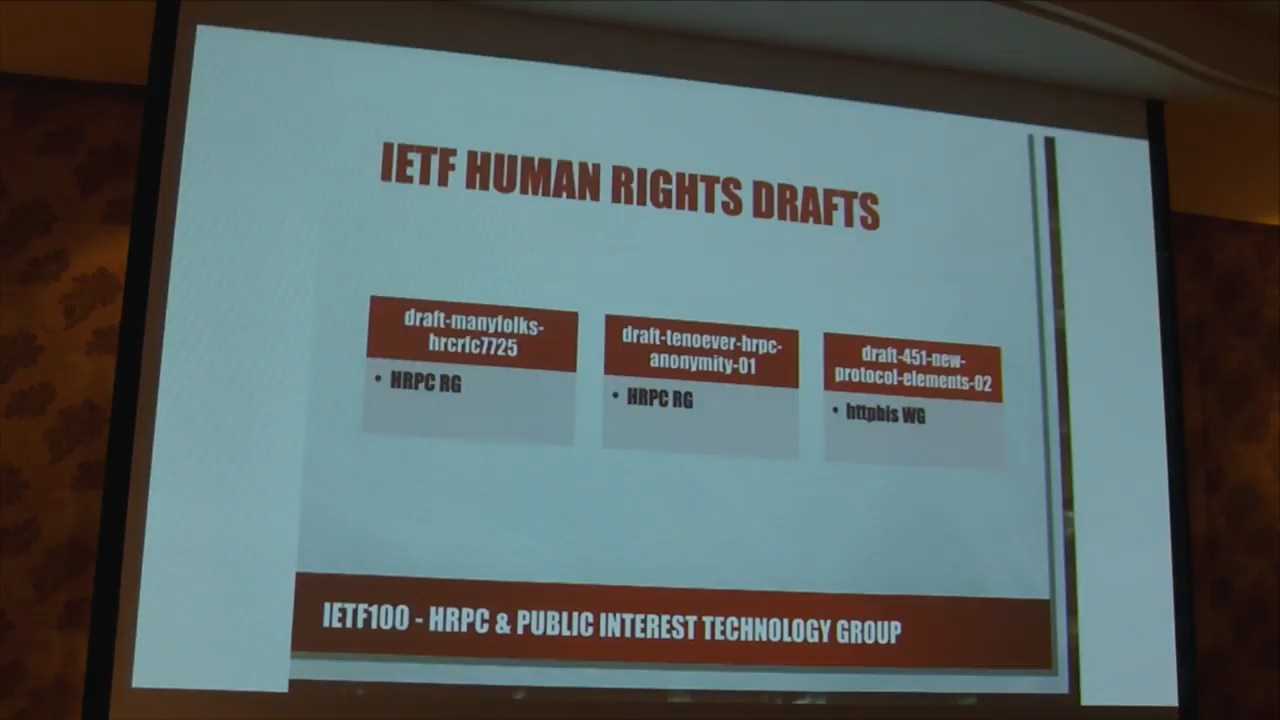 IETF HUMAN RIGHTS DRAFTS
draft-manyfolks-
hrcrfc7725
• HRPC RG
draft-tenoever-hrpc-
anonymity-01
• HRPC RG
draft-451-new-
protocol-elements-02
• httpbis WG
IETF100 - HRPC & PUBLIC INTEREST TECHNOLOGY GROUP